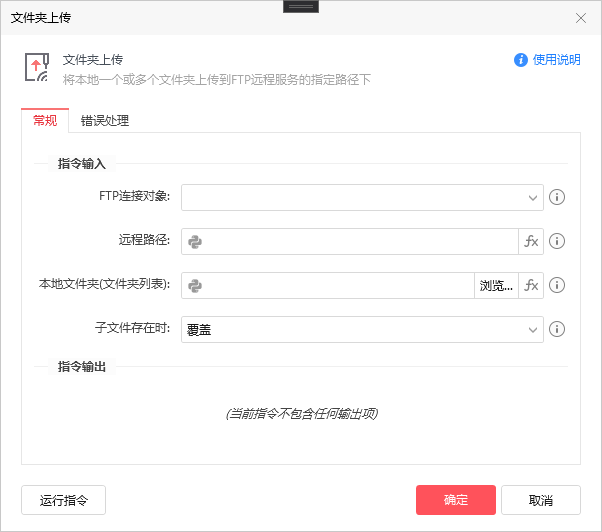 文件夹上传
文件夹上传
使用说明
将本地一个或多个文件夹上传到FTP远程服务的指定路径下
常规 错误处理
指令输入
FTP连接对象:
远程路径: fx
本地文件夹(文件夹列表): 浏览... fx
子文件存在时: 覆盖
指令输出
(当前指令不包含任何输出项)
运行指令 确定 取消